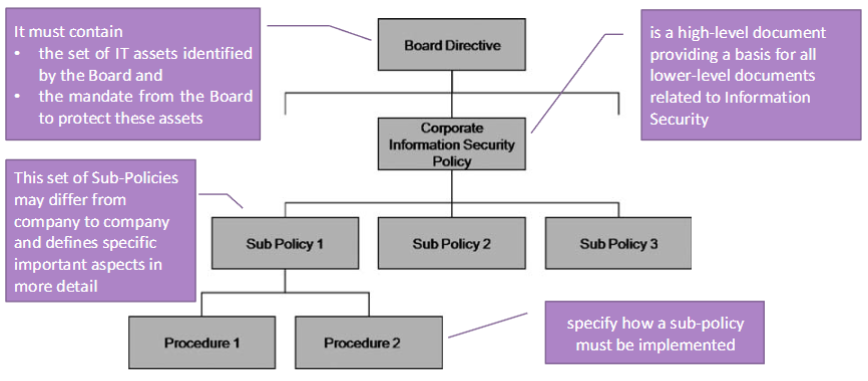 It must contain
• the set of IT assets identified
by the Board and
• the mandate from the Board
to protect these assets
Board Directive
is a high-level document
providing a basis for all
lower-level documents
related to Information
Security
Corporate
Information Security
Policy
This set of Sub-Policies
may differ from
company to company
and defines specific
important aspects in
more detail
Sub Policy 1
Sub Policy 2
Sub Policy 3
Procedure 1
Procedure 2
specify how a sub-policy
must be implemented